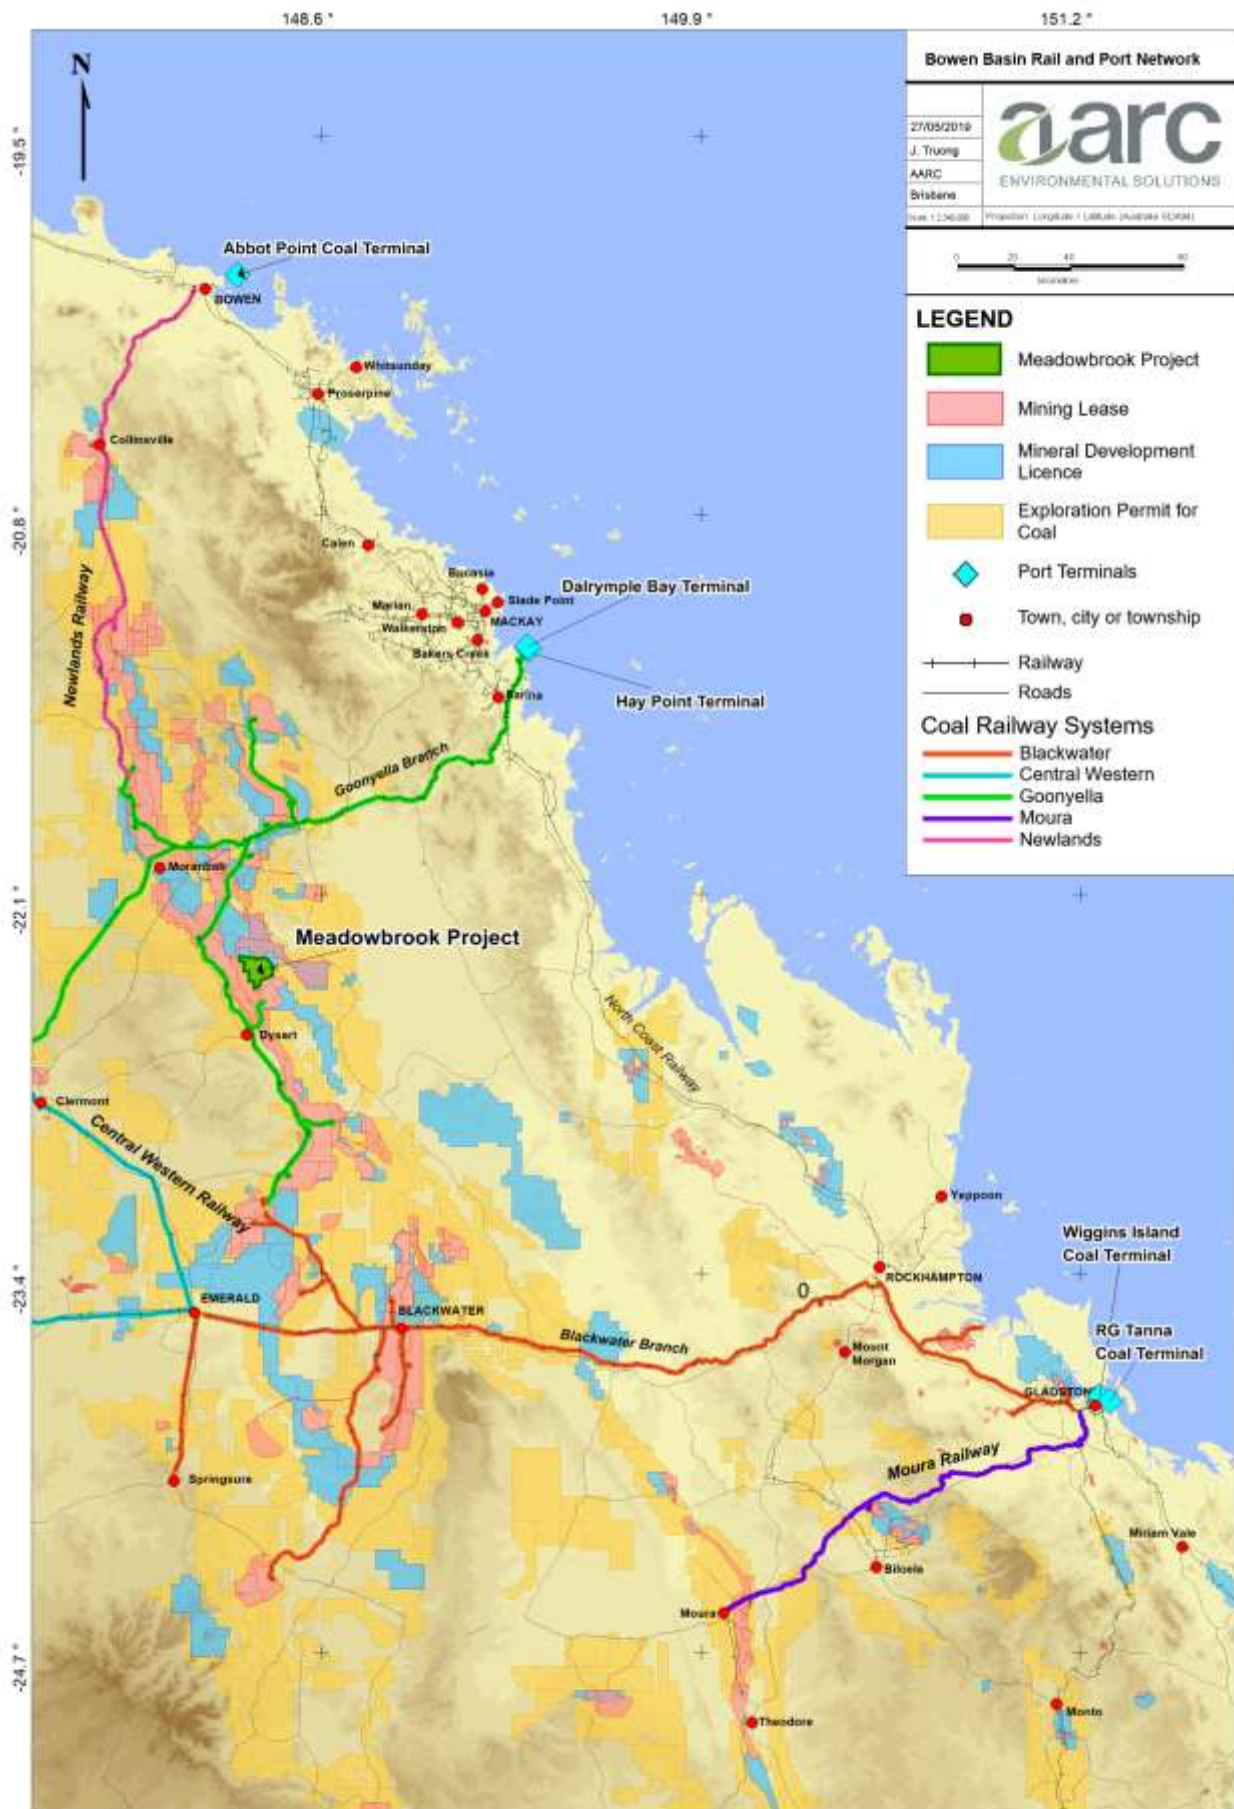 148.6 °
149.9 °
151.2 °
-19.5 °
-20.8 °
-22.1 °
-23.4 °
-24.7 °
N
Bowen Basin Rail and Port Network
27/05/2019
J. Truong
AARC
Brisbane
aarc
ENVIRONMENTAL SOLUTIONS
0 20 40 80
LEGEND
Meadowbrook Project
Mining Lease
Mineral Development
Licence
Exploration Permit for
Coal
Port Terminals
Town, city or township
Railway
Roads
Coal Railway Systems
Blackwater
Central Western
Goonyella
Moura
Newlands
Abbot Point Coal Terminal
BOWEN
Whitsunday
Proserpine
Collinsville
Newlands Railway
Calen
Bucasia
Slade Point
Marian
MACKAY
Walkerston
Bakers Creek
Dalrymple Bay Terminal
Hay Point Terminal
Sarina
Goonyella Branch
Moranbah
Meadowbrook Project
Dysart
North Coast Railway
Clermont
Central Western Railway
Yeppoon
Wiggins Island
Coal Terminal
ROCKHAMPTON
0
EMERALD
BLACKWATER
Blackwater Branch
Mount
Morgan
RG Tanna
Coal Terminal
GLADSTON
Moura Railway
Springsure
Miriam Vale
Biloela
Moura
Monto
Theodore